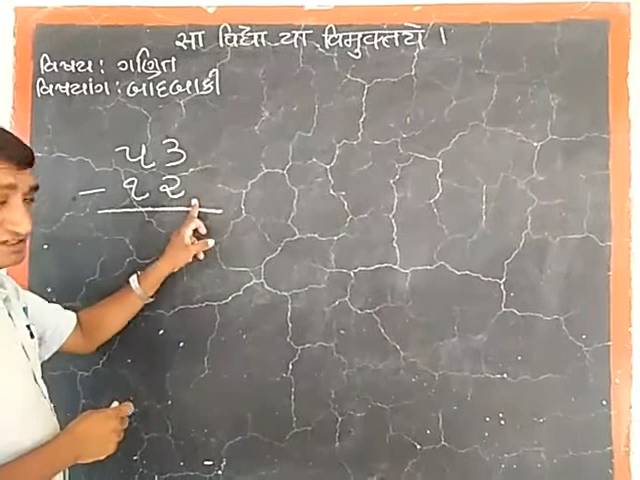 સા વિદ્યા યા વિમુક્તયે ।
વિષય: ગણિત
વિષયાંગ: બાદબાકી
૫૩
- ૧૨